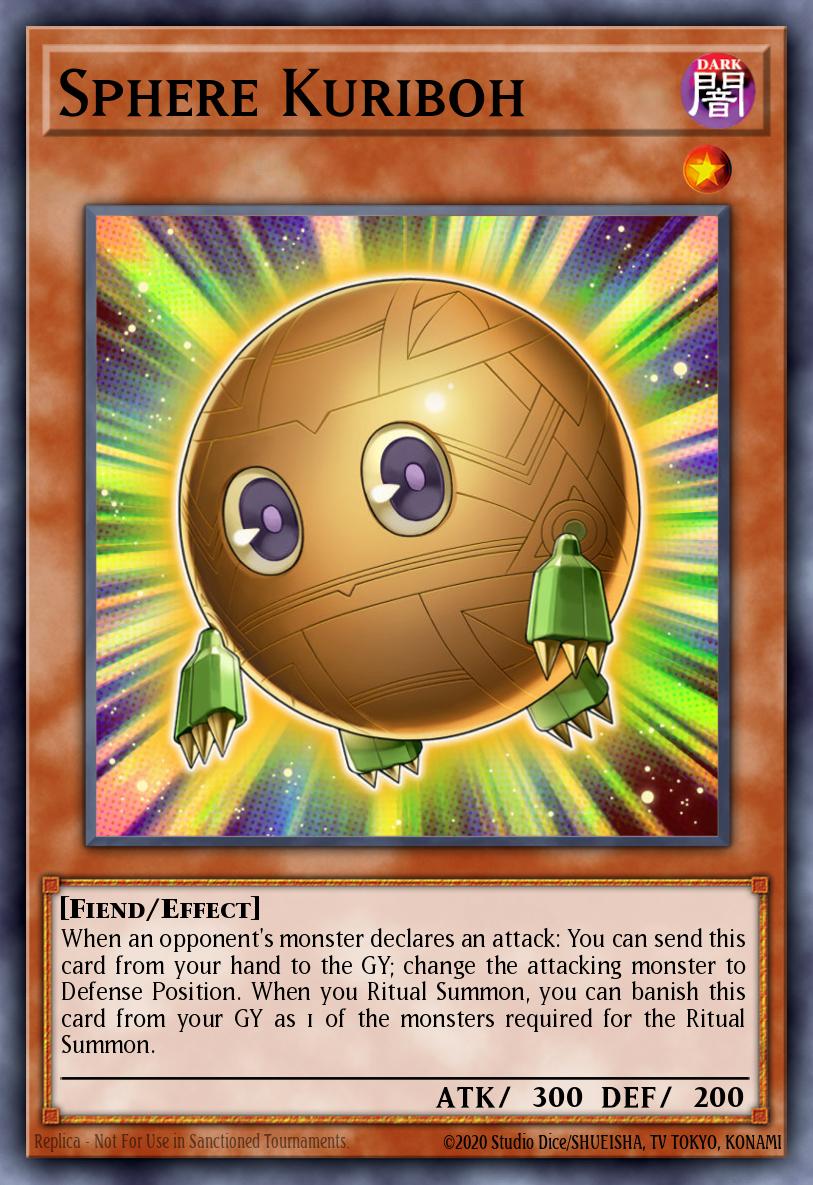 Sphere Kuriboh
DARK
闇
[Fiend/Effect]
When an opponent's monster declares an attack: You can send this
card from your hand to the GY; change the attacking monster to
Defense Position. When you Ritual Summon, you can banish this
card from your GY as 1 of the monsters required for the Ritual
Summon.
ATK/ 300 DEF/ 200
Replica - Not For Use in Sanctioned Tournaments.
©2020 Studio Dice/SHUEISHA, TV TOKYO, KONAMI